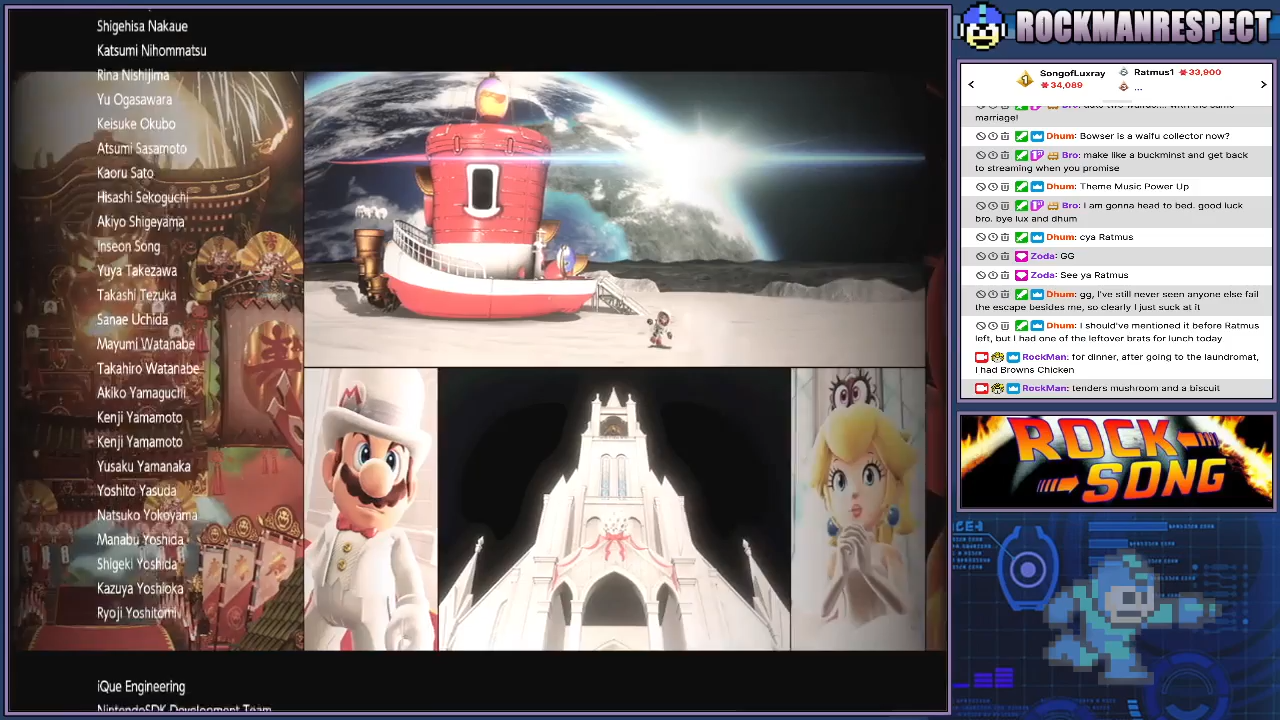 Shigehisa Nakaue
Katsumi Nihommatsu
Rina Nishijima
Yu Ogasawara
Keisuke Okubo
Atsumi Sasamoto
Kaoru Sato
Hisashi Sekoguchi
Akiyo Shigeyama
Inseon Song
Yuya Takezawa
Takashi Tezuka
Sanae Uchida
Mayumi Watanabe
Takahiro Watanabe
Akiko Yamaguchi
Kenji Yamamoto
Kenji Yamamoto
Yusaku Yamanaka
Yoshito Yasuda
Natsuko Yokoyama
Manabu Yoshida
Shigeki Yoshida
Kazuya Yoshioka
Ryoji Yoshitomi
iQue Engineering
NintendoSDK Development Team
寿
M
ROCKMANRESPECT
1 SongofLuxray
34,089
Ratmus1 33,900
...
marriage!
Dhum: Bowser is a waifu collector now?
Bro: make like a buckminst and get back
to streaming when you promise
Dhum: Theme Music Power Up
Bro: I am gonna head to bed. good luck
bro. bye lux and dhum
Dhum: cya Ratmus
Zoda: GG
Zoda: See ya Ratmus
Dhum: gg, I've still never seen anyone else fail
the escape besides me, so clearly I just suck at it
Dhum: I should've mentioned it before Ratmus
left, but I had one of the leftover brats for lunch today
RockMan: for dinner, after going to the laundromat,
I had Browns Chicken
RockMan: tenders mushroom and a biscuit
ROCK
SONG